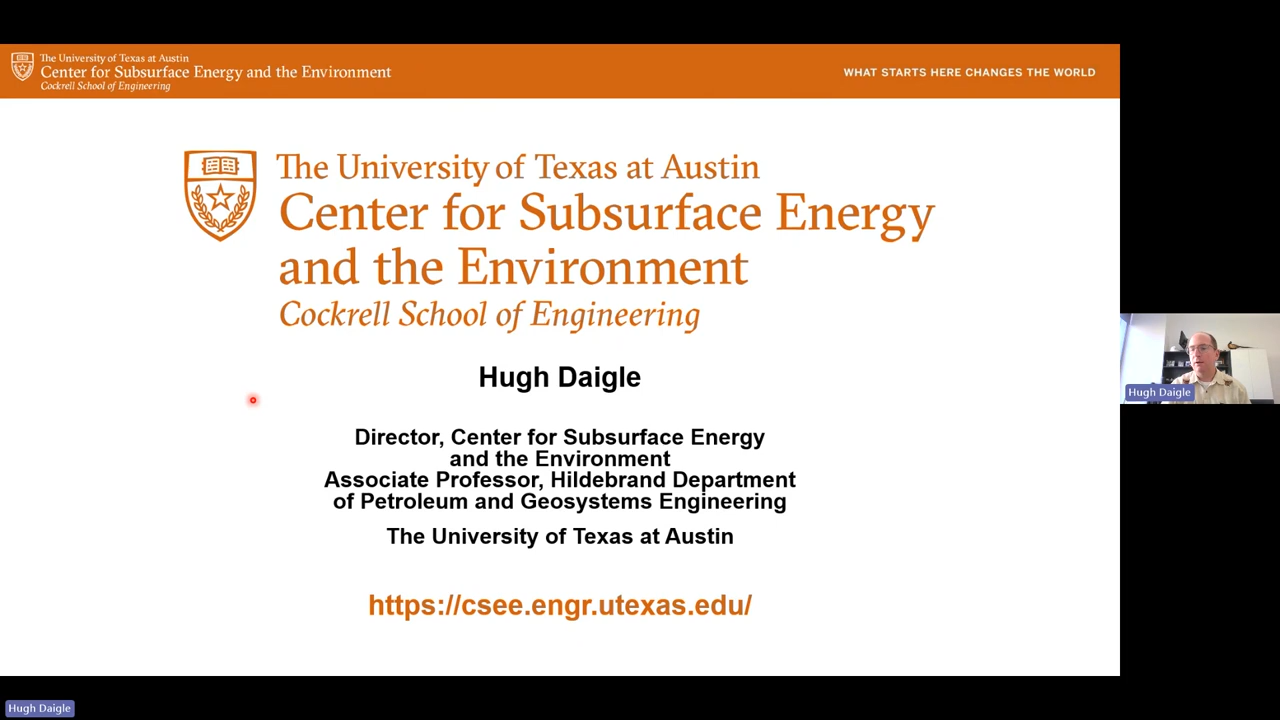 The University of Texas at Austin
Center for Subsurface Energy and the Environment
Cockrell School of Engineering
WHAT STARTS HERE CHANGES THE WORLD
The University of Texas at Austin
Center for Subsurface Energy
and the Environment
Cockrell School of Engineering
Hugh Daigle
Director, Center for Subsurface Energy
and the Environment
Associate Professor, Hildebrand Department
of Petroleum and Geosystems Engineering
The University of Texas at Austin
https://csee.engr.utexas.edu/
Hugh Daigle
Hugh Daigle